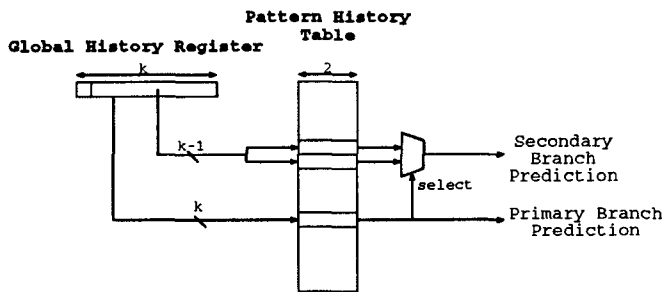 Pattern History
Table
Global History Register
k
2
k-1
Secondary
Branch
Prediction
select
k
Primary Branch
Prediction